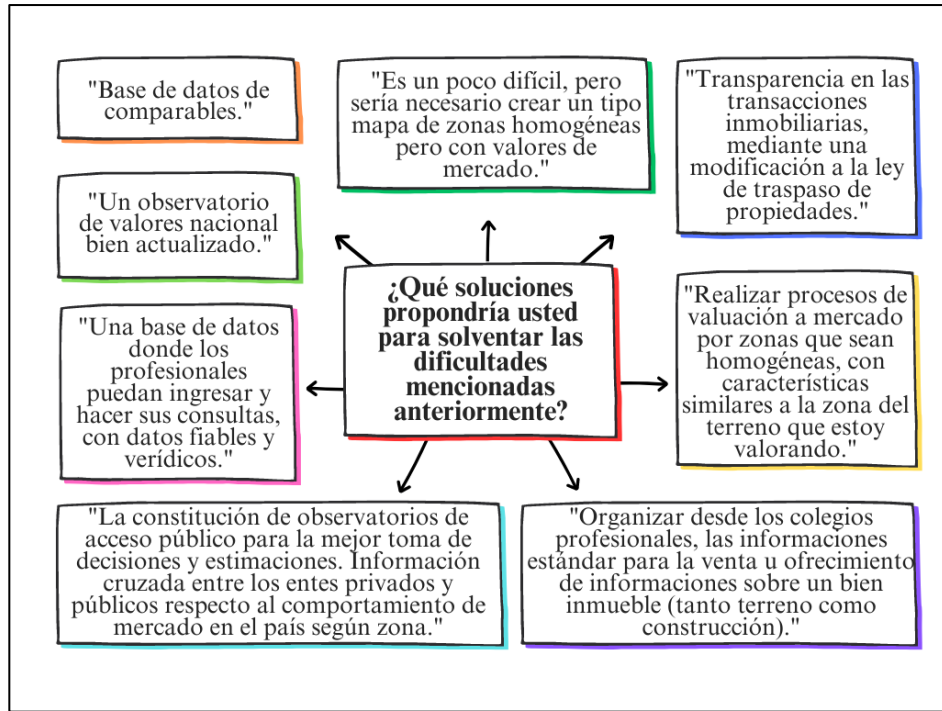 "Base de datos de
comparables."
"Es un poco difícil, pero
sería necesario crear un tipo
mapa de zonas homogéneas
pero con valores de
mercado."
"Transparencia en las
transacciones
inmobiliarias,
mediante una
modificación a la ley
de traspaso de
propiedades."
"Un observatorio
de valores nacional
bien actualizado."
¿Qué soluciones
propondría usted
para solventar las
dificultades
mencionadas
anteriormente?
"Una base de datos
donde los
profesionales
puedan ingresar y
hacer sus consultas,
con datos fiables y
verídicos."
"Realizar procesos de
valuación a mercado
por zonas que sean
homogéneas, con
características
similares a la zona del
terreno que estoy
valorando."
"La constitución de observatorios de
acceso público para la mejor toma de
decisiones y estimaciones. Información
cruzada entre los entes privados y
públicos respecto al comportamiento de
mercado en el país según zona."
"Organizar desde los colegios
profesionales, las informaciones
estándar para la venta u ofrecimiento
de informaciones sobre un bien
inmueble (tanto terreno como
construcción)."